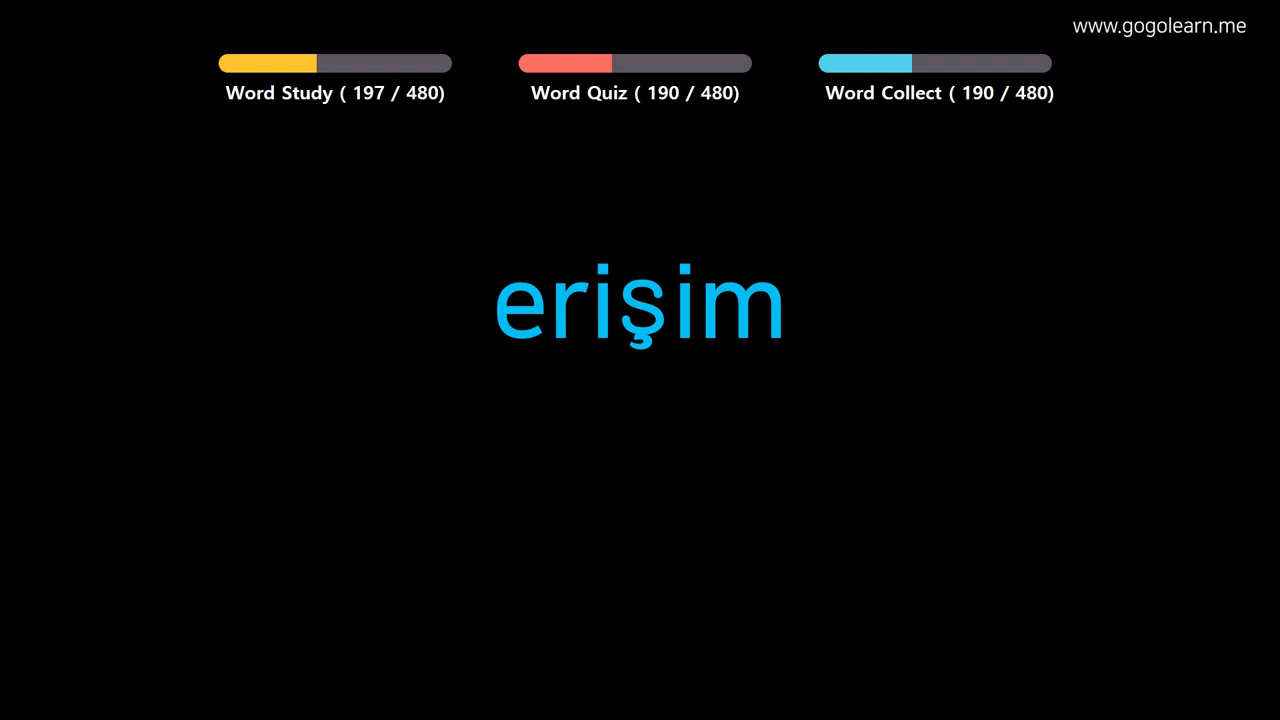 www.gogolearn.me
Word Study ( 197 / 480)
Word Quiz ( 190 / 480)
Word Collect ( 190 / 480)
erişim